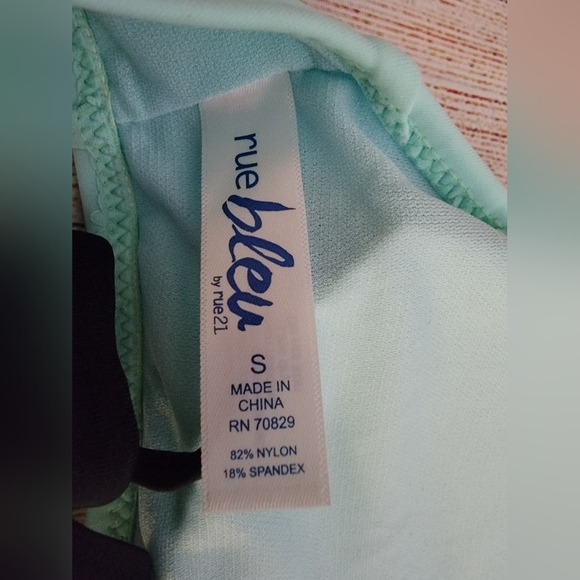 rue bleu
by rue21
S
MADE IN
CHINA
RN 70829
82% NYLON
18% SPANDEX